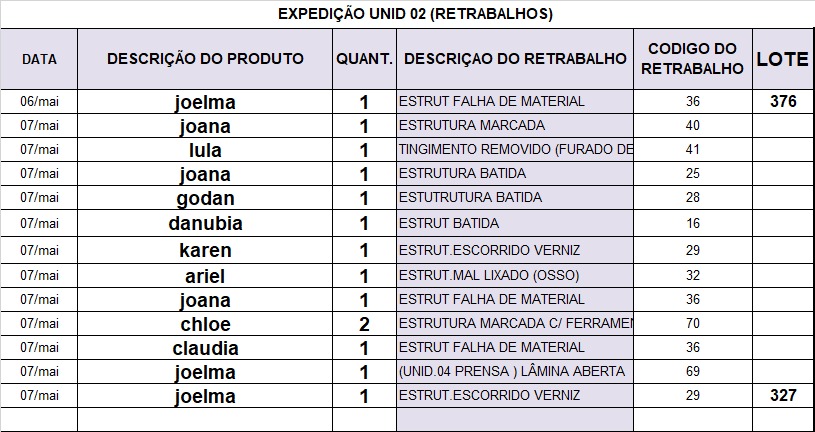 EXPEDIÇÃO UNID 02 (RETRABALHOS)
DATA DESCRIÇÃO DO PRODUTO QUANT. DESCRIÇAO DO RETRABALHO CODIGO DO RETRABALHO LOTE
06/mai joelma 1 ESTRUT FALHA DE MATERIAL 36 376
07/mai joana 1 ESTRUTURA MARCADA 40
07/mai lula 1 TINGIMENTO REMOVIDO (FURADO DE 41
07/mai joana 1 ESTRUTURA BATIDA 25
07/mai godan 1 ESTUTRUTURA BATIDA 28
07/mai danubia 1 ESTRUT BATIDA 16
07/mai karen 1 ESTRUT.ESCORRIDO VERNIZ 29
07/mai ariel 1 ESTRUT.MAL LIXADO (OSSO) 32
07/mai joana 1 ESTRUT FALHA DE MATERIAL 36
07/mai chloe 2 ESTRUTURA MARCADA C/ FERRAMEN 70
07/mai claudia 1 ESTRUT FALHA DE MATERIAL 36
07/mai joelma 1 (UNID.04 PRENSA ) LÂMINA ABERTA 69
07/mai joelma 1 ESTRUT.ESCORRIDO VERNIZ 29 327